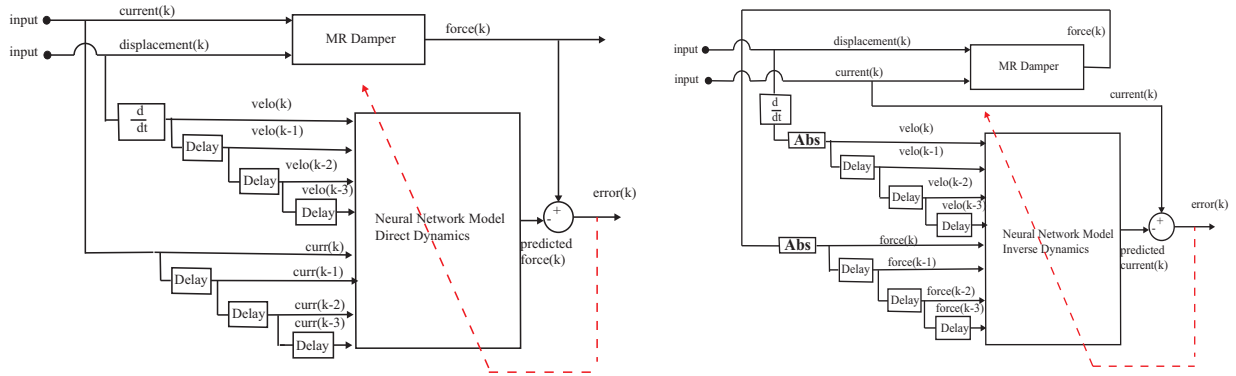 input
current(k)
input
displacement(k)
MR Damper
force(k)
d
dt
velo(k)
Delay
velo(k-1)
Delay
velo(k-2)
Delay
velo(k-3)
Neural Network Model
Direct Dynamics
+
-
error(k)
predicted
force(k)
curr(k)
Delay
curr(k-1)
Delay
curr(k-2)
Delay
curr(k-3)
input
displacement(k)
input
current(k)
MR Damper
force(k)
current(k)
d
dt
Abs
velo(k)
Delay
velo(k-1)
Delay
velo(k-2)
Delay
velo(k-3)
Neural Network Model
Inverse Dynamics
+
-
error(k)
predicted
current(k)
Abs
force(k)
Delay
force(k-1)
Delay
force(k-2)
Delay
force(k-3)